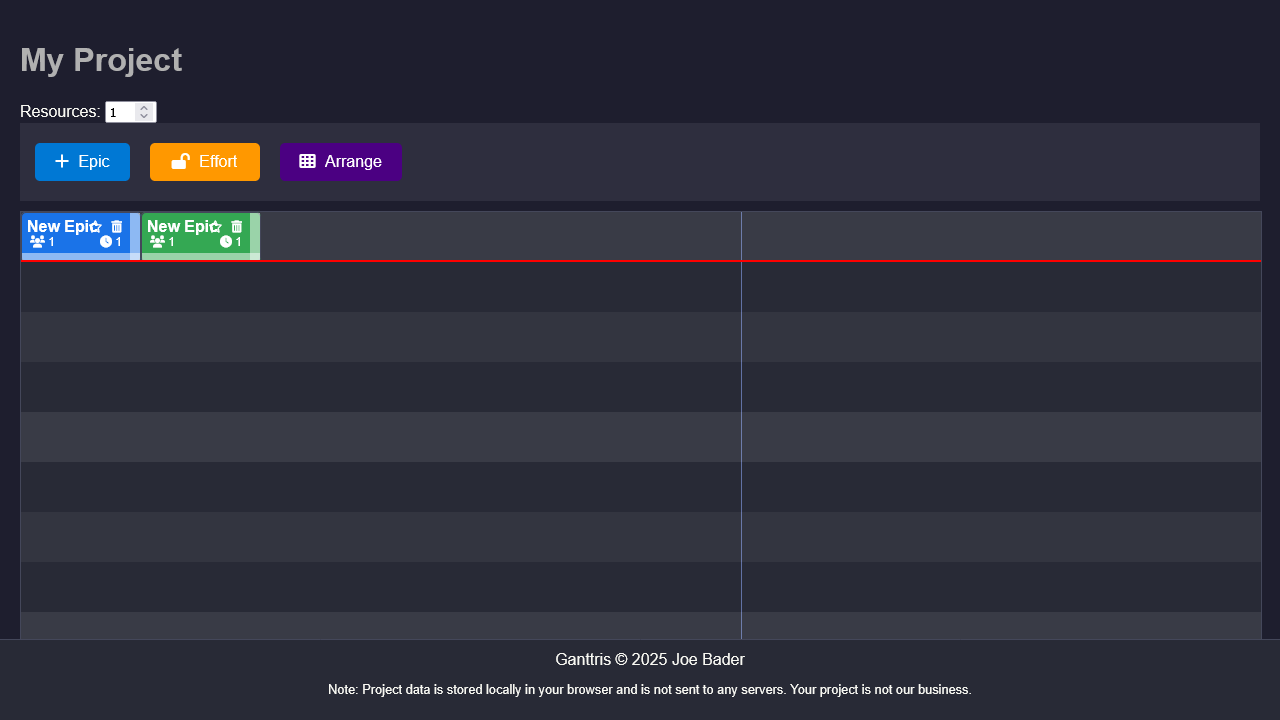 My Project
Resources: 1
Epic Effort Arrange
New Epic New Epic
1 1 1 1
Ganttris © 2025 Joe Bader
Note: Project data is stored locally in your browser and is not sent to any servers. Your project is not our business.